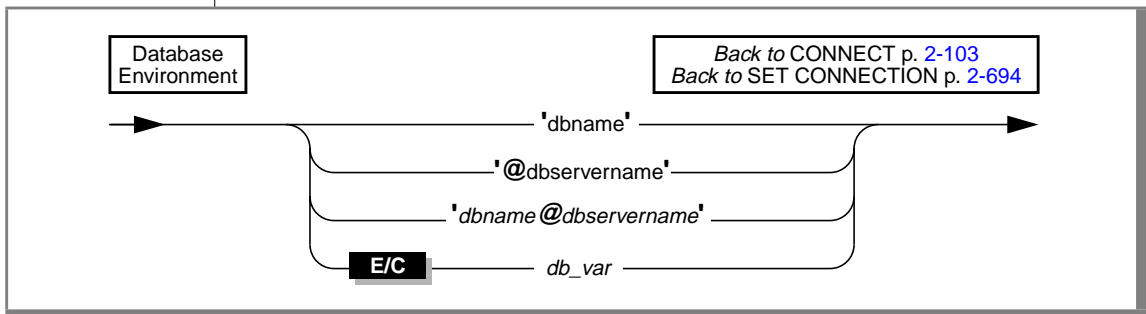 Database
Environment
Back to CONNECT p. 2-103
Back to SET CONNECTION p. 2-694
'dbname'
'@dbservername'
'dbname@dbservername'
E/C
db_var